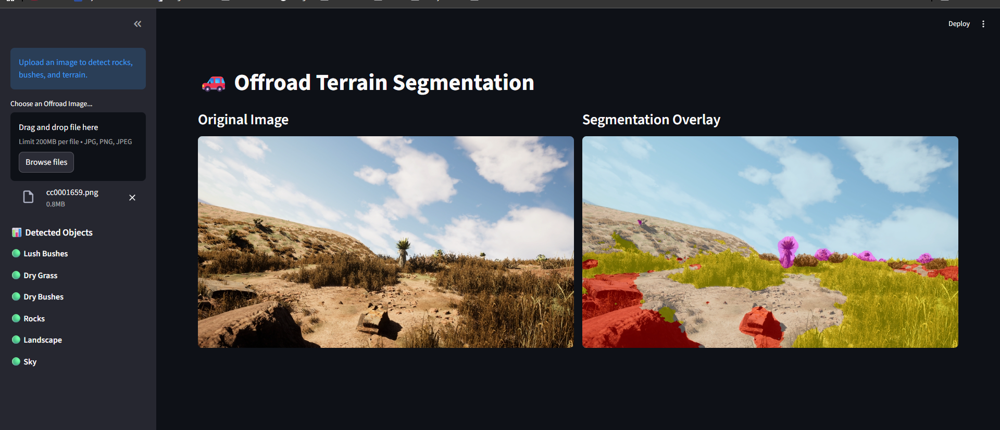 Deploy
Upload an image to detect rocks,
bushes, and terrain.
Choose an Offroad Image...
Drag and drop file here
Limit 200MB per file • JPG, PNG, JPEG
Browse files
cc0001659.png
0.8MB
Detected Objects
Lush Bushes
Dry Grass
Dry Bushes
Rocks
Landscape
Sky
Offroad Terrain Segmentation
Original Image
Segmentation Overlay